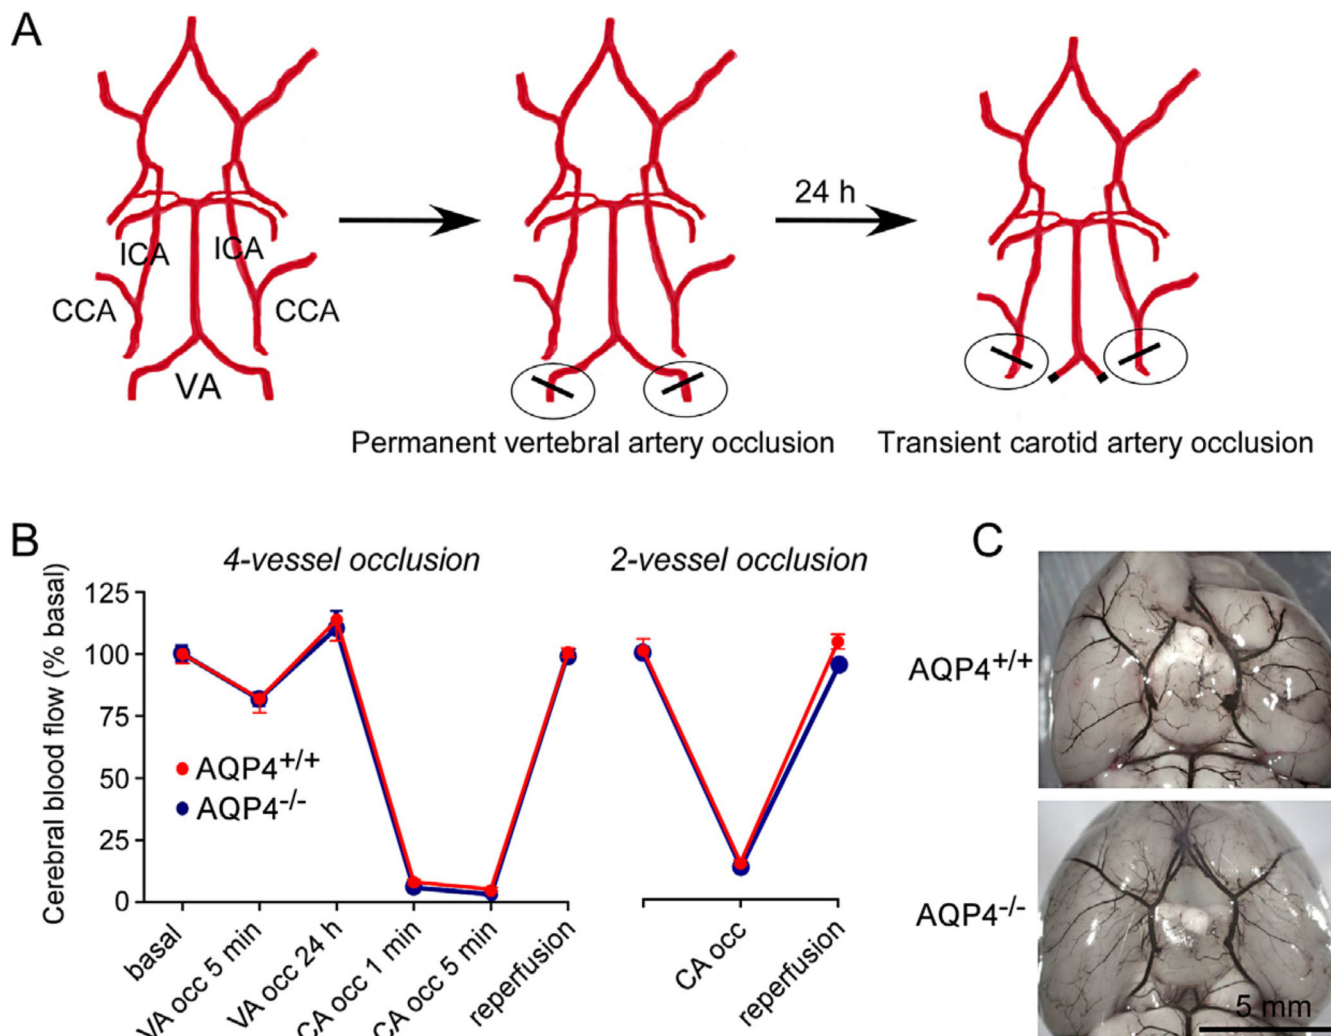 A
24 h
ICA
ICA
CCA
CCA
VA
Permanent vertebral artery occlusion
Transient carotid artery occlusion
B
4-vessel occlusion
2-vessel occlusion
Cerebral blood flow (% basal)
125
100
75
50
25
0
AQP4+/+
AQP4-/-
basal
VA occ 5 min
VA occ 24 h
CA occ 1 min
CA occ 5 min
reperfusion
CA occ
reperfusion
C
AQP4+/+
AQP4-/-
5 mm